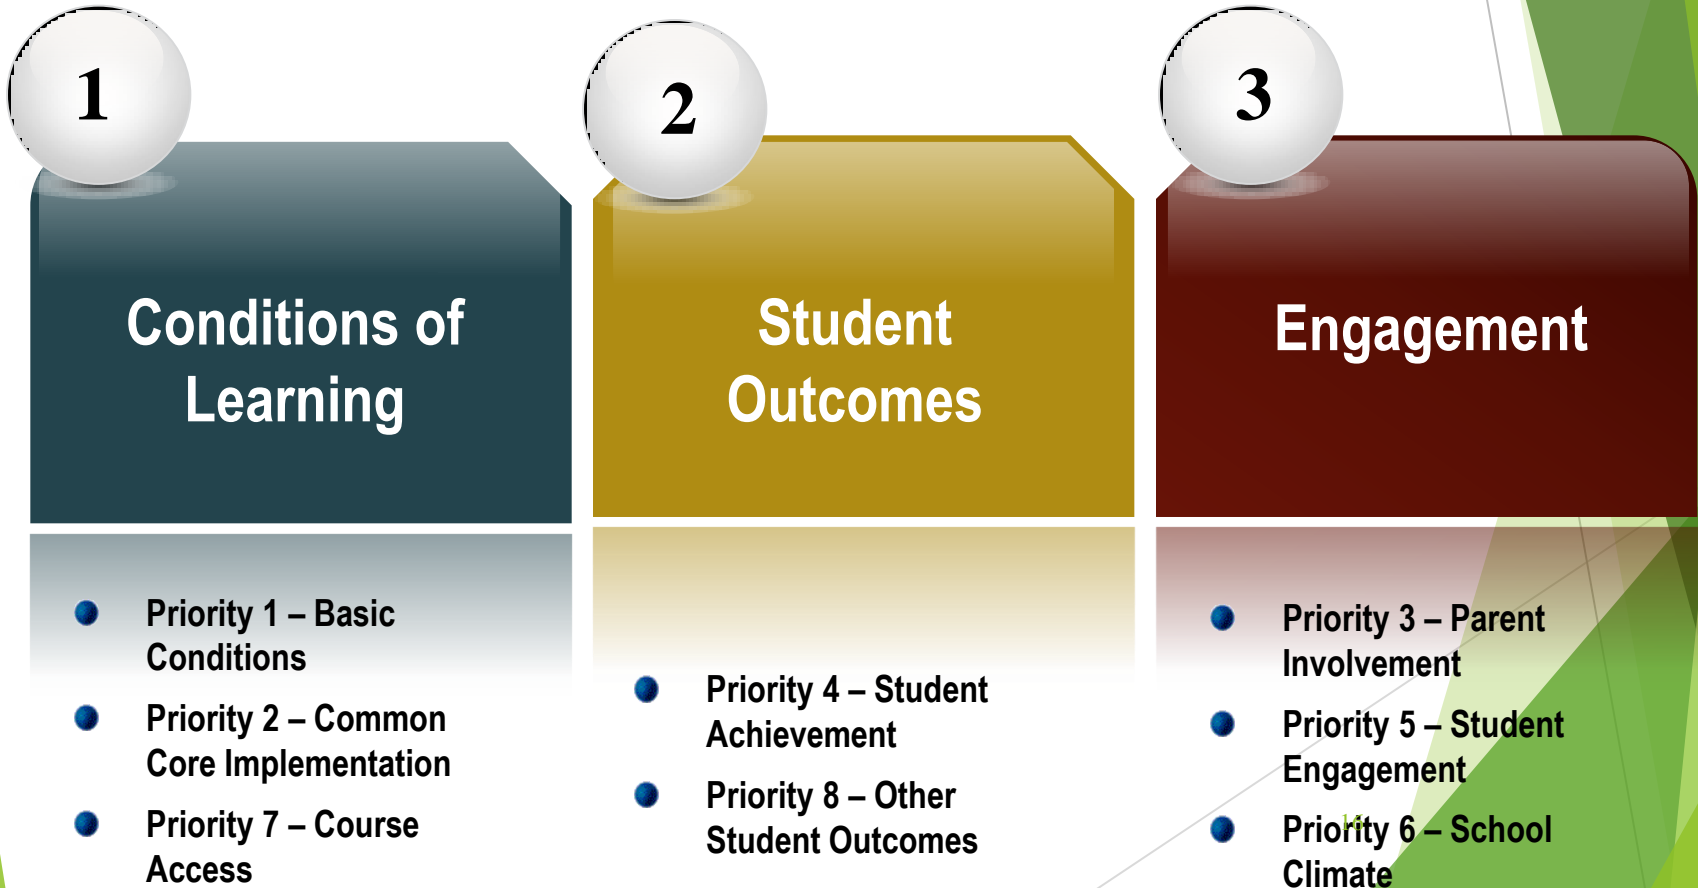 1
Conditions of
Learning
Priority 1 – Basic
Conditions
Priority 2 – Common
Core Implementation
Priority 7 – Course
Access
2
Student
Outcomes
Priority 4 – Student
Achievement
Priority 8 – Other
Student Outcomes
3
Engagement
Priority 3 – Parent
Involvement
Priority 5 – Student
Engagement
Priority 6 – School
Climate
16